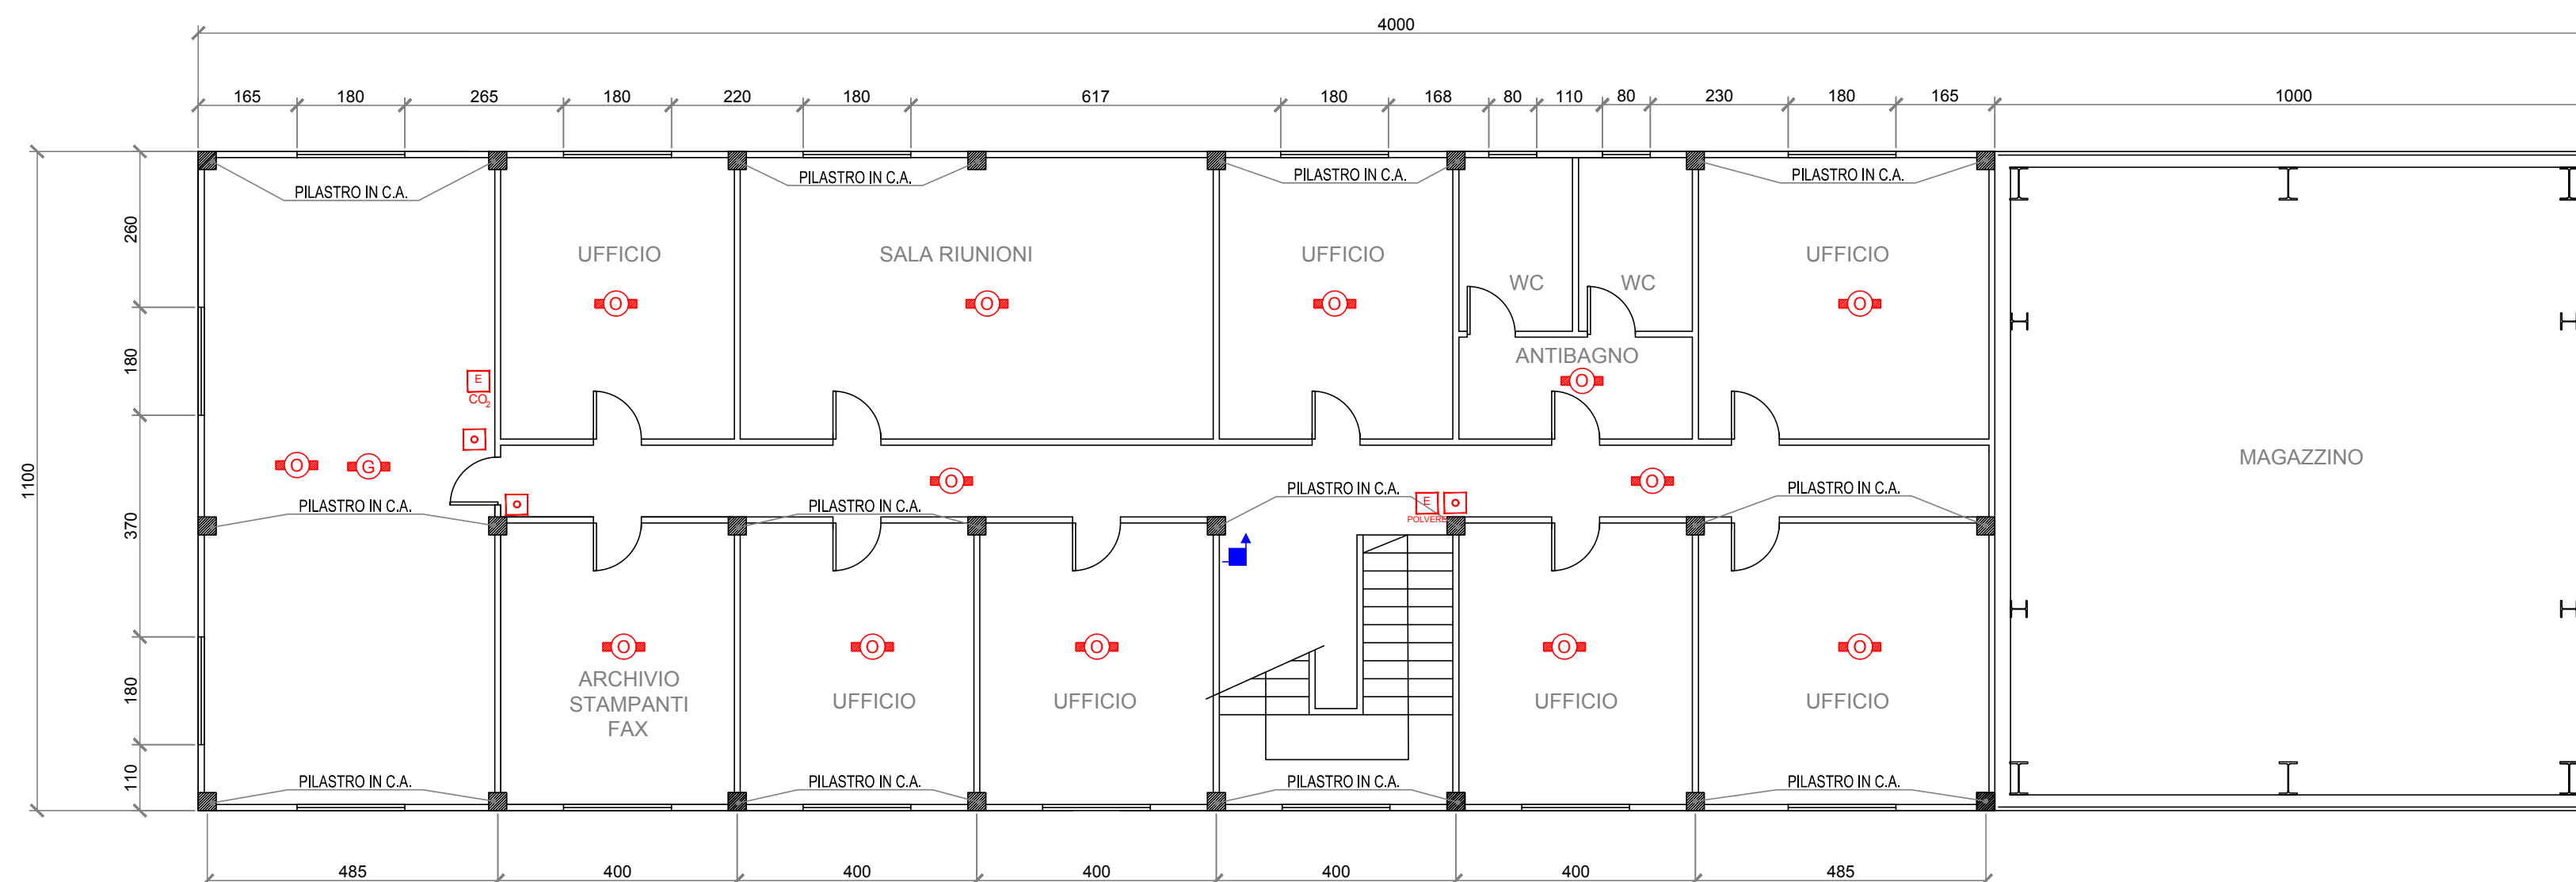 4000
165 180 265 180 220 180 617 180 168 80 110 80 230 180 165 1000
PILASTRO IN C.A. PILASTRO IN C.A. PILASTRO IN C.A. PILASTRO IN C.A.
260
UFFICIO SALA RIUNIONI UFFICIO UFFICIO
WC WC
O O O O
180
ANTIBAGNO
E O
CO2
MAGAZZINO
1100
O G O O
PILASTRO IN C.A. PILASTRO IN C.A. PILASTRO IN C.A. PILASTRO IN C.A.
E
POLVERE
370
O O O O O
ARCHIVIO
STAMPANTI
FAX
UFFICIO UFFICIO UFFICIO UFFICIO
180
110
PILASTRO IN C.A. PILASTRO IN C.A. PILASTRO IN C.A. PILASTRO IN C.A.
485 400 400 400 400 400 485